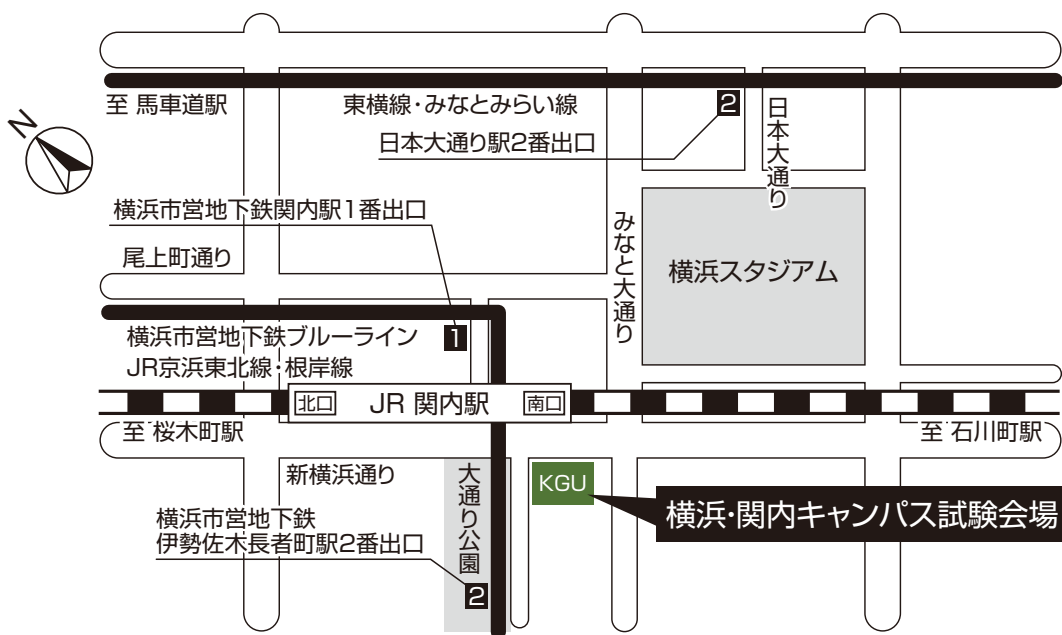 至 馬車道駅
東横線・みなとみらい線
2
日本大通り駅2番出口
日本大通り
N
横浜市営地下鉄関内駅1番出口
尾上町通り
みなと大通り
横浜スタジアム
横浜市営地下鉄ブルーライン
1
JR京浜東北線・根岸線
北口
JR 関内駅
南口
至 桜木町駅
至 石川町駅
新横浜通り
大通り公園
KGU
横浜・関内キャンパス試験会場
横浜市営地下鉄
伊勢佐木長者町駅2番出口
2